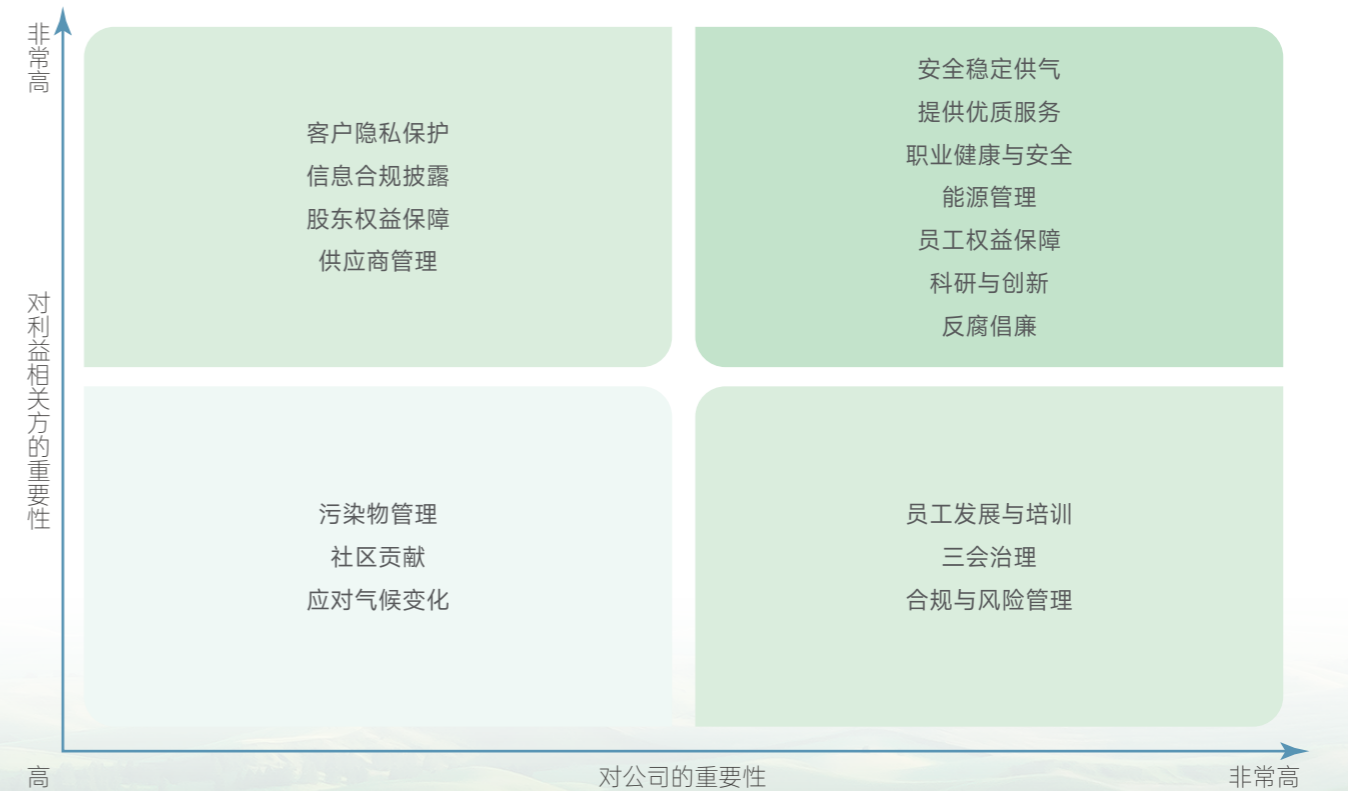 非常高
对利益相关方的重要性
客户隐私保护
信息合规披露
股东权益保障
供应商管理
安全稳定供气
提供优质服务
职业健康与安全
能源管理
员工权益保障
科研与创新
反腐倡廉
污染物管理
社区贡献
应对气候变化
员工发展与培训
三会治理
合规与风险管理
高
对公司的重要性
非常高